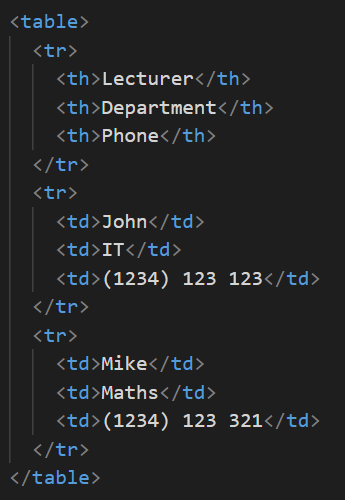 <table>
  <tr>
    <th>Lecturer</th>
    <th>Department</th>
    <th>Phone</th>
  </tr>
  <tr>
    <td>John</td>
    <td>IT</td>
    <td>(1234) 123 123</td>
  </tr>
  <tr>
    <td>Mike</td>
    <td>Maths</td>
    <td>(1234) 123 321</td>
  </tr>
</table>